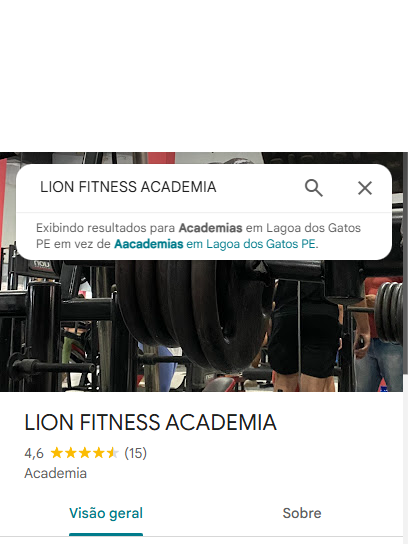 LION FITNESS ACADEMIA
Exibindo resultados para Academias em Lagoa dos Gatos
PE em vez de Aacademias em Lagoa dos Gatos PE.
LION FITNESS ACADEMIA
4,6 (15)
Academia
Visão geral Sobre